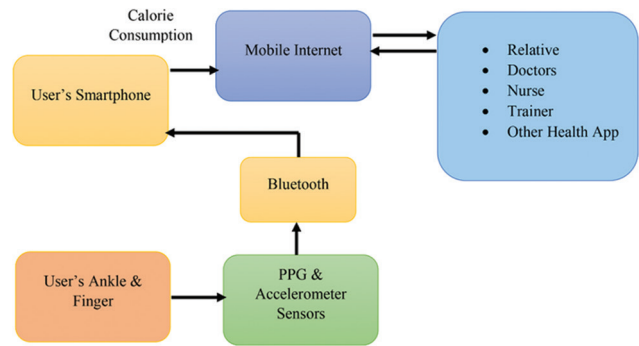 Calorie
Consumption
Mobile Internet
User's Smartphone
• Relative
• Doctors
• Nurse
• Trainer
• Other Health App
Bluetooth
User's Ankle &
Finger
PPG &
Accelerometer
Sensors